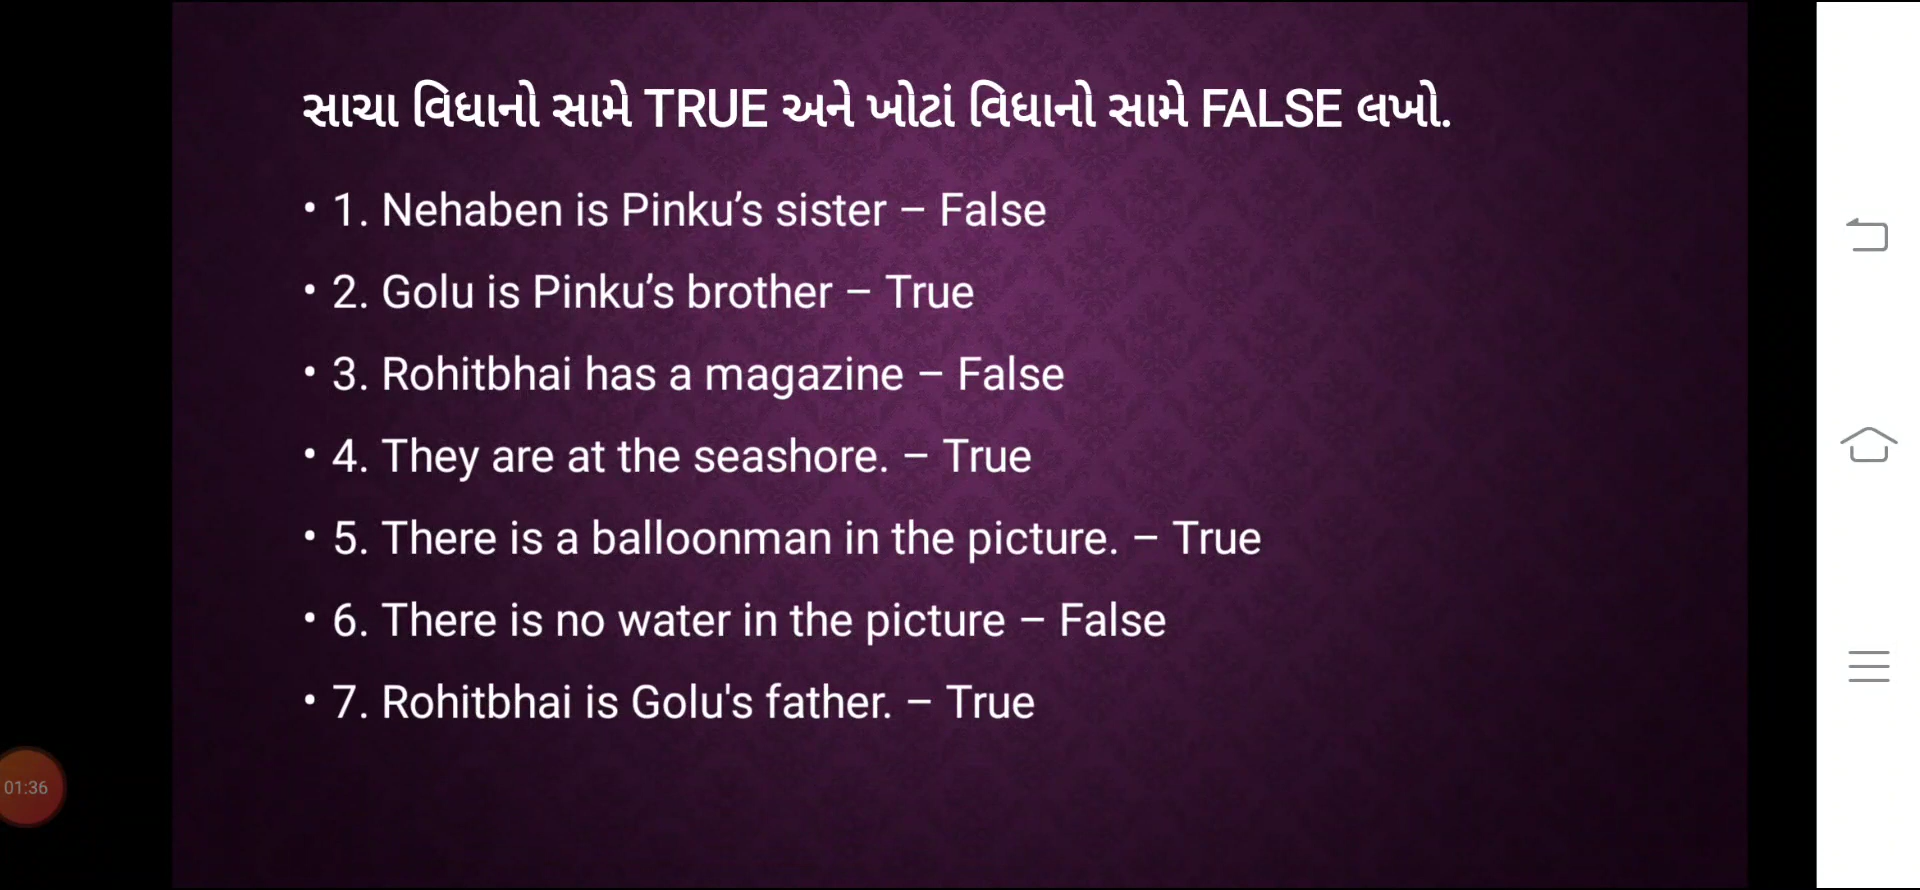 સાચા વિધાનો સામે TRUE અને ખોટાં વિધાનો સામે FALSE લખો.
• 1. Nehaben is Pinku’s sister – False
• 2. Golu is Pinku’s brother – True
• 3. Rohitbhai has a magazine – False
• 4. They are at the seashore. – True
• 5. There is a balloonman in the picture. – True
• 6. There is no water in the picture – False
• 7. Rohitbhai is Golu's father. – True
01:36